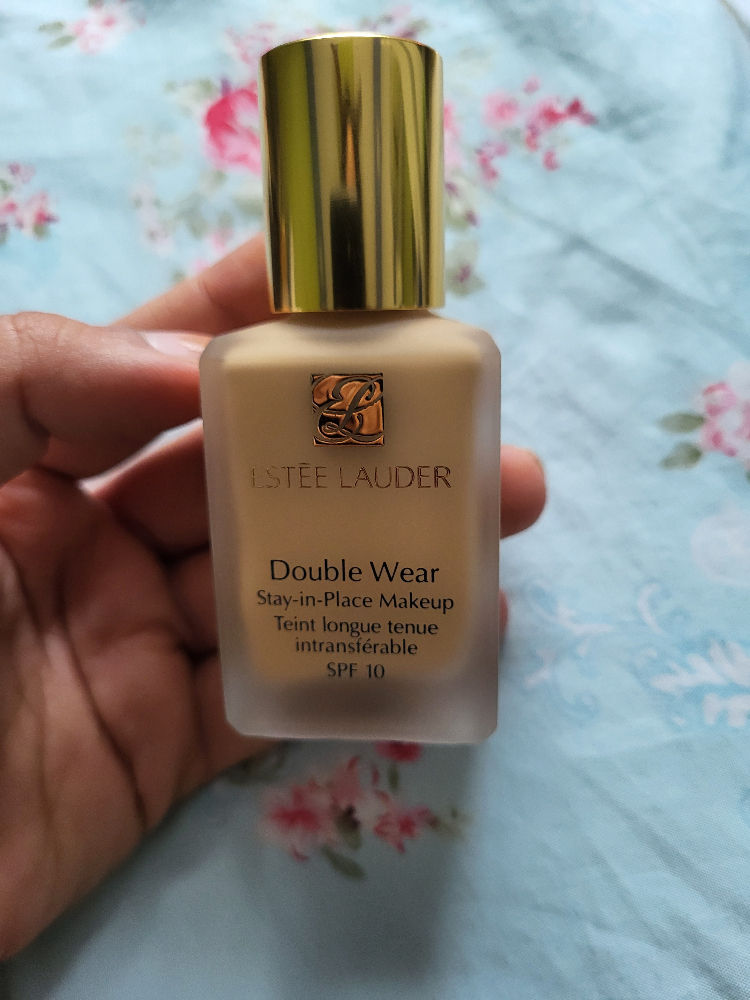 ESTĒE LAUDER
Double Wear
Stay-in-Place Makeup
Teint longue tenue
intransférable
SPF 10